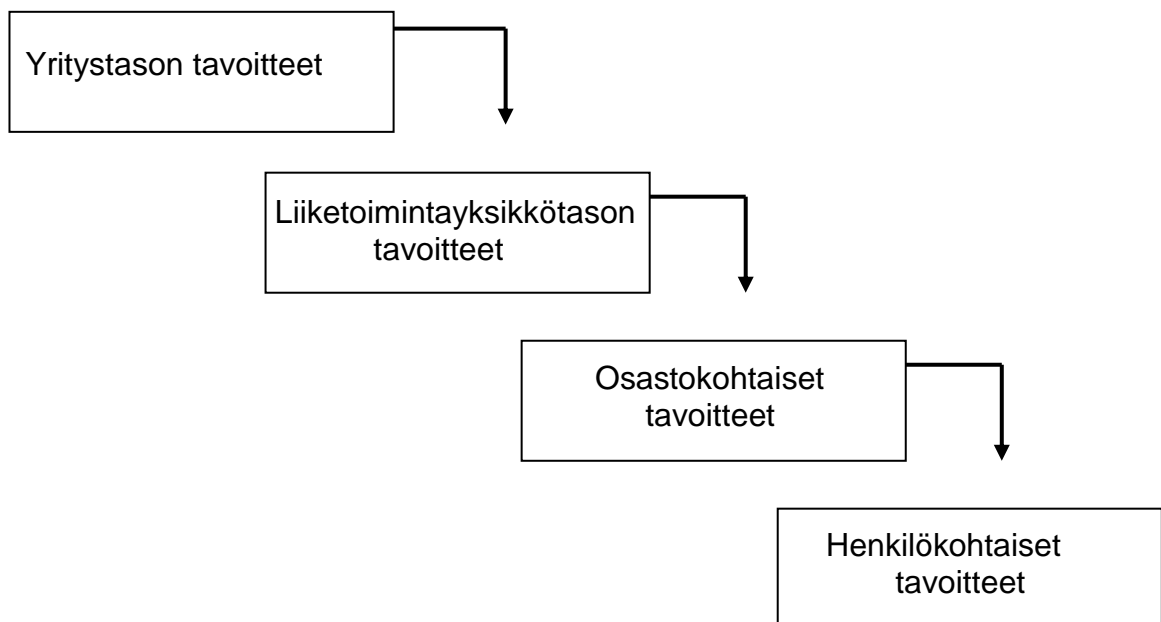 Yritystason tavoitteet
Liiketoimintayksikkötason
tavoitteet
Osastokohtaiset
tavoitteet
Henkilökohtaiset
tavoitteet